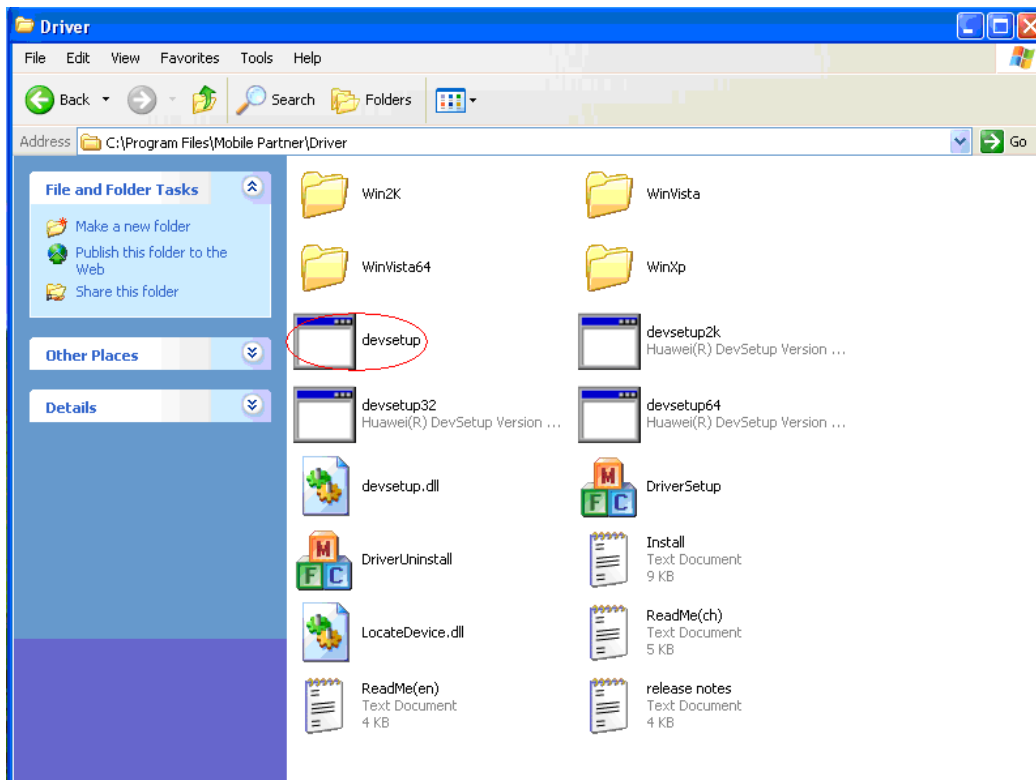 Driver
File Edit View Favorites Tools Help
Back Search Folders
Address C:\Program Files\Mobile Partner\Driver Go
File and Folder Tasks
Make a new folder
Publish this folder to the
Web
Share this folder
Other Places
Details
Win2K WinVista
WinVista64 WinXp
devsetup devsetup2k
Huawei(R) DevSetup Version ...
devsetup32 devsetup64
Huawei(R) DevSetup Version ... Huawei(R) DevSetup Version ...
devsetup.dll DriverSetup
M
F C
DriverUninstall Install
M Text Document
F C 9 KB
LocateDevice.dll ReadMe(ch)
Text Document
5 KB
ReadMe(en) release notes
Text Document Text Document
4 KB 4 KB